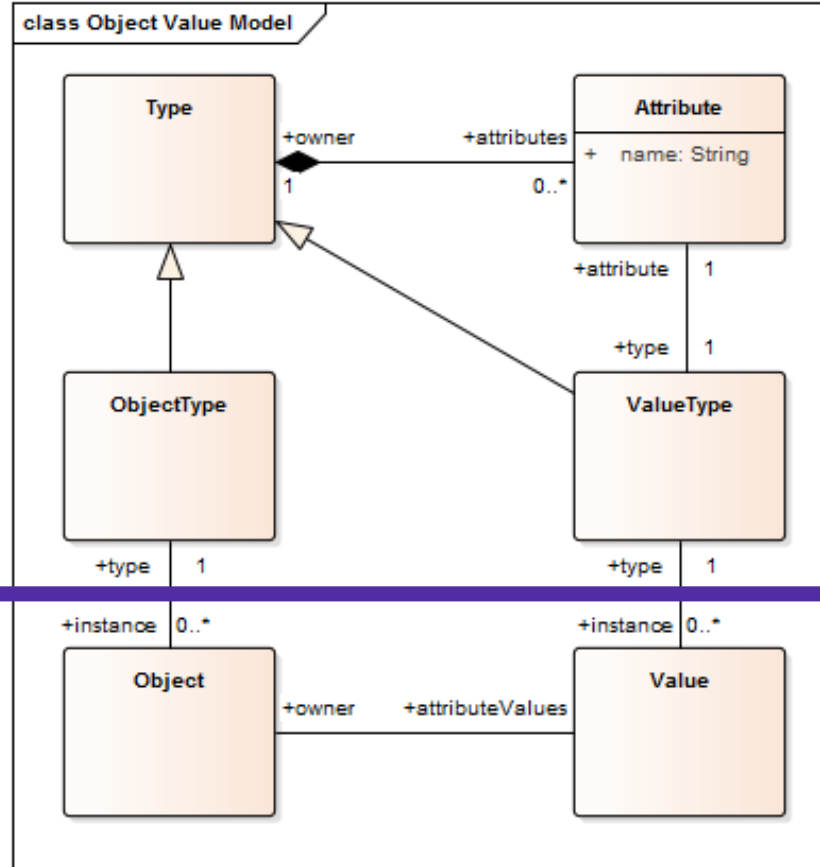 class Object Value Model
Type
Attribute
+owner
+attributes
+ name: String
1
0..*
+attribute 1
+type 1
ObjectType
ValueType
+type 1
+type 1
+instance 0..*
+instance 0..*
Object
Value
+owner
+attributeValues